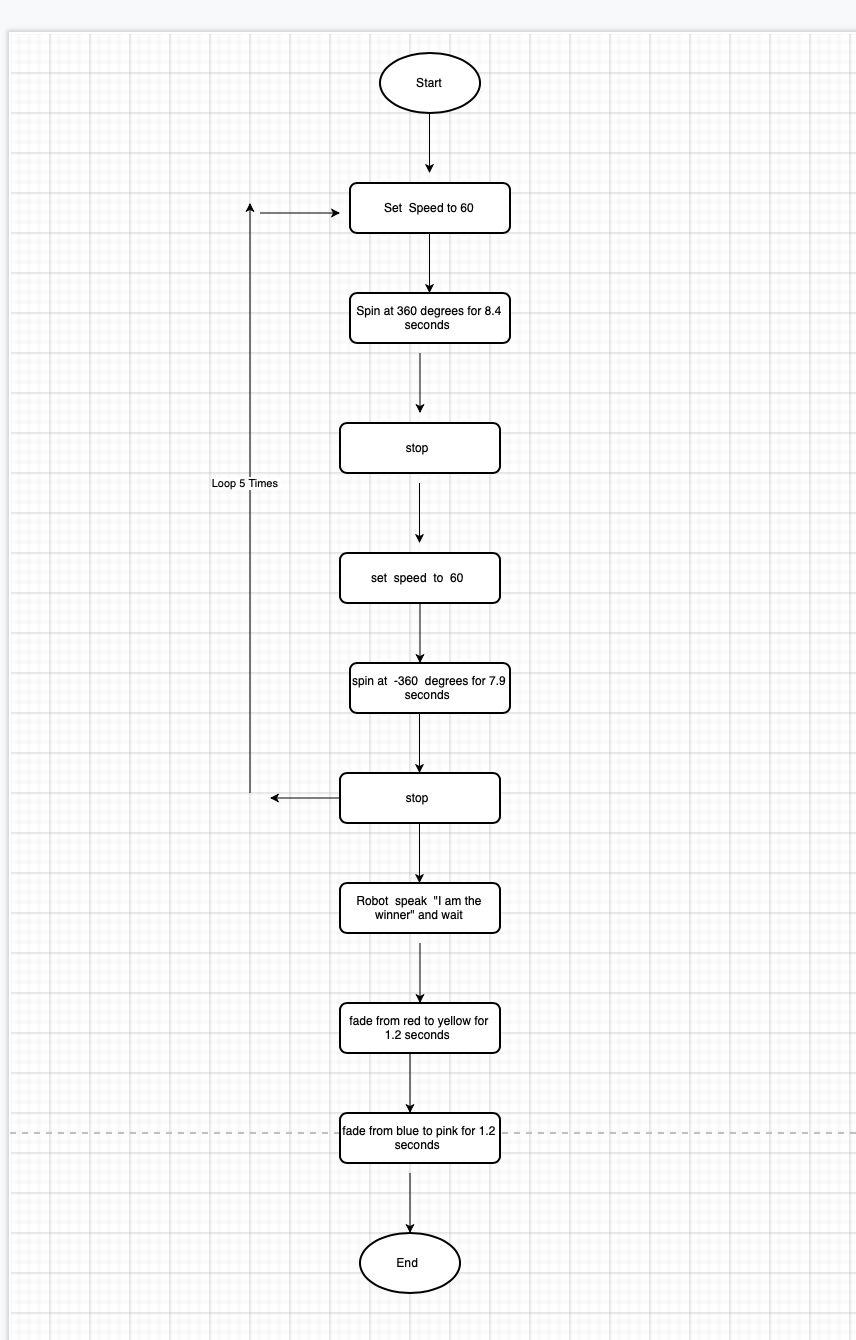 Start
Set Speed to 60
Spin at 360 degrees for 8.4
seconds
stop
Loop 5 Times
set speed to 60
spin at -360 degrees for 7.9
seconds
stop
Robot speak "I am the
winner" and wait
fade from red to yellow for
1.2 seconds
fade from blue to pink for 1.2
seconds
End